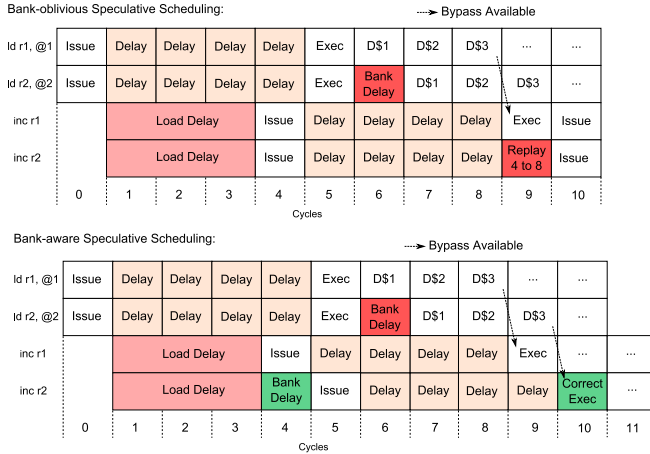 Bank-oblivious Speculative Scheduling:
Bypass Available
ld r1, @1 Issue Delay Delay Delay Delay Exec D$1 D$2 D$3 ... ...
ld r2, @2 Issue Delay Delay Delay Delay Exec Bank Delay D$1 D$2 D$3
inc r1 Load Delay Issue Delay Delay Delay Delay Exec Issue
inc r2 Load Delay Issue Delay Delay Delay Delay Replay 4 to 8 Issue
0 1 2 3 4 5 6 7 8 9 10
Cycles
Bank-aware Speculative Scheduling:
Bypass Available
ld r1, @1 Issue Delay Delay Delay Delay Exec D$1 D$2 D$3 ... ...
ld r2, @2 Issue Delay Delay Delay Delay Exec Bank Delay D$1 D$2 D$3 ...
inc r1 Load Delay Issue Delay Delay Delay Delay Exec ... ...
inc r2 Load Delay Bank Delay Issue Delay Delay Delay Delay Correct Exec ...
0 1 2 3 4 5 6 7 8 9 10 11
Cycles